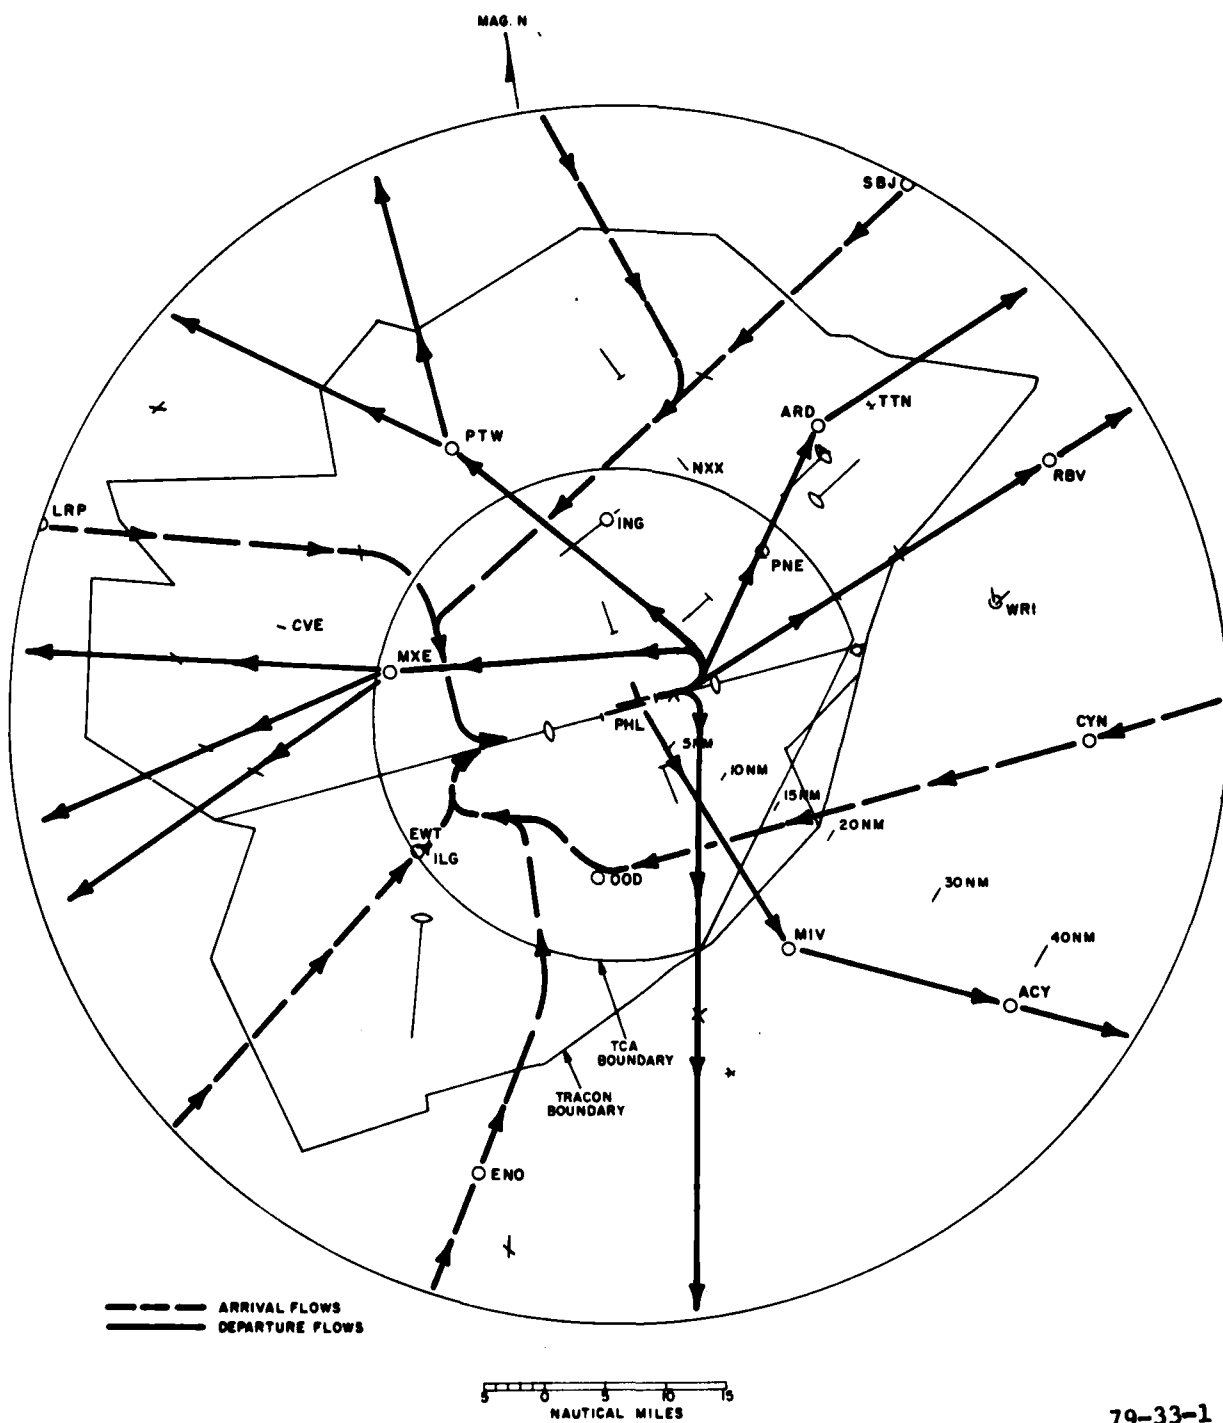 MAG. N
SBJ
ARD
TTN
PTW
NXX
RBV
LRP
ING
PNE
WRI
CVE
MXE
PHL
CYN
5NM
10NM
15NM
20NM
EWT
ILG
OOD
30NM
MIV
40NM
ACY
TCA
BOUNDARY
TRACON
BOUNDARY
ENO
ARRIVAL FLOWS
DEPARTURE FLOWS
5 0 5 10 15
NAUTICAL MILES
79-33-1